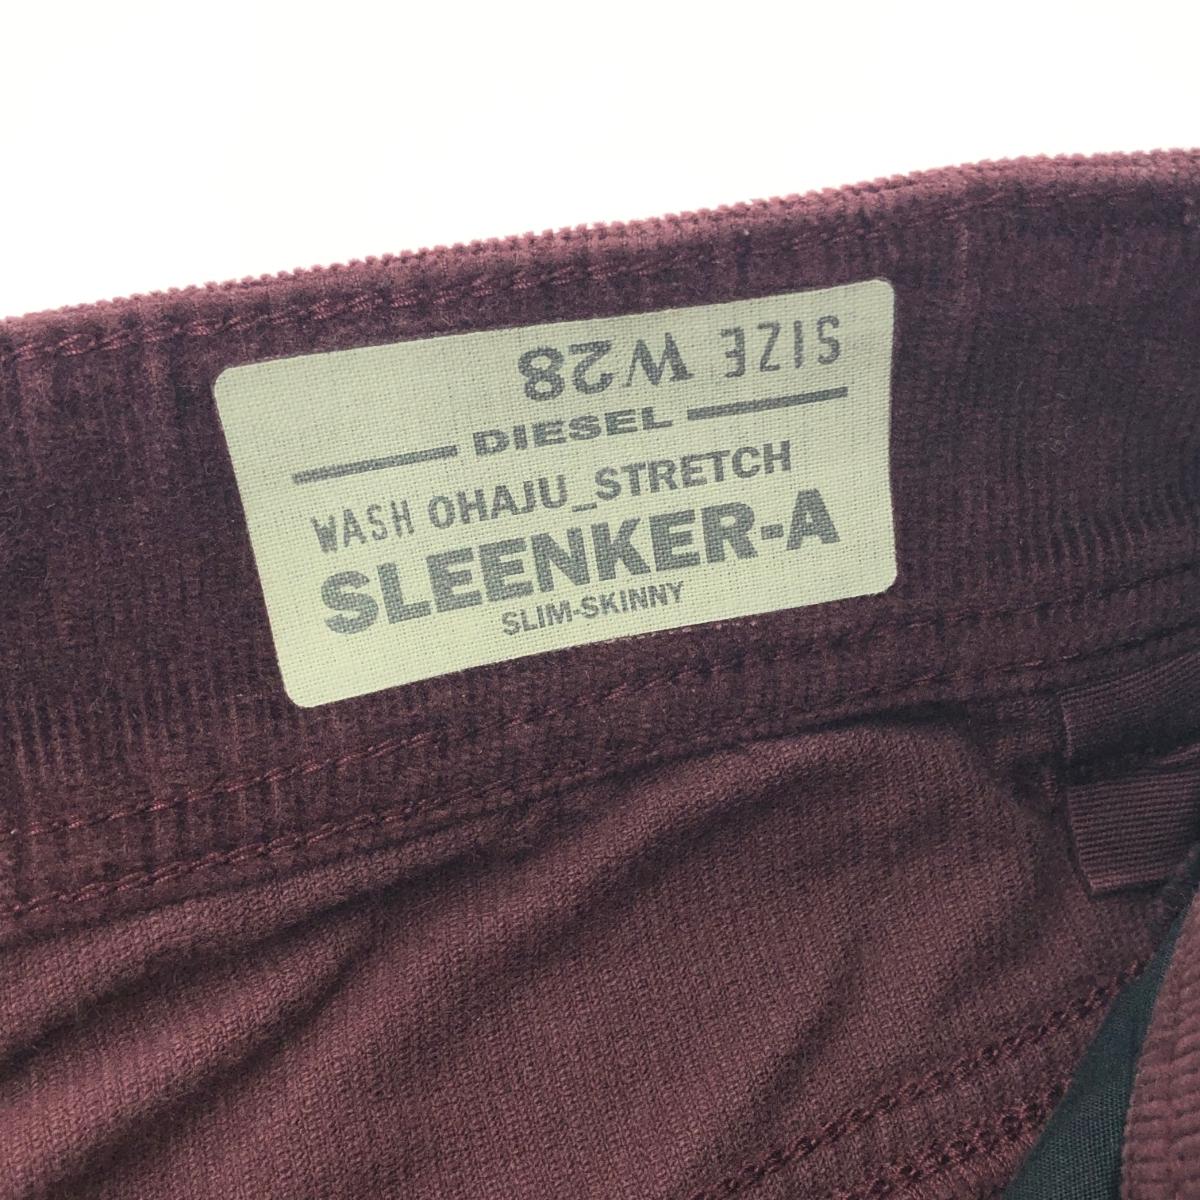 SIZE W28
DIESEL
WASH OHAJU_STRETCH
SLEENKER-A
SLIM-SKINNY